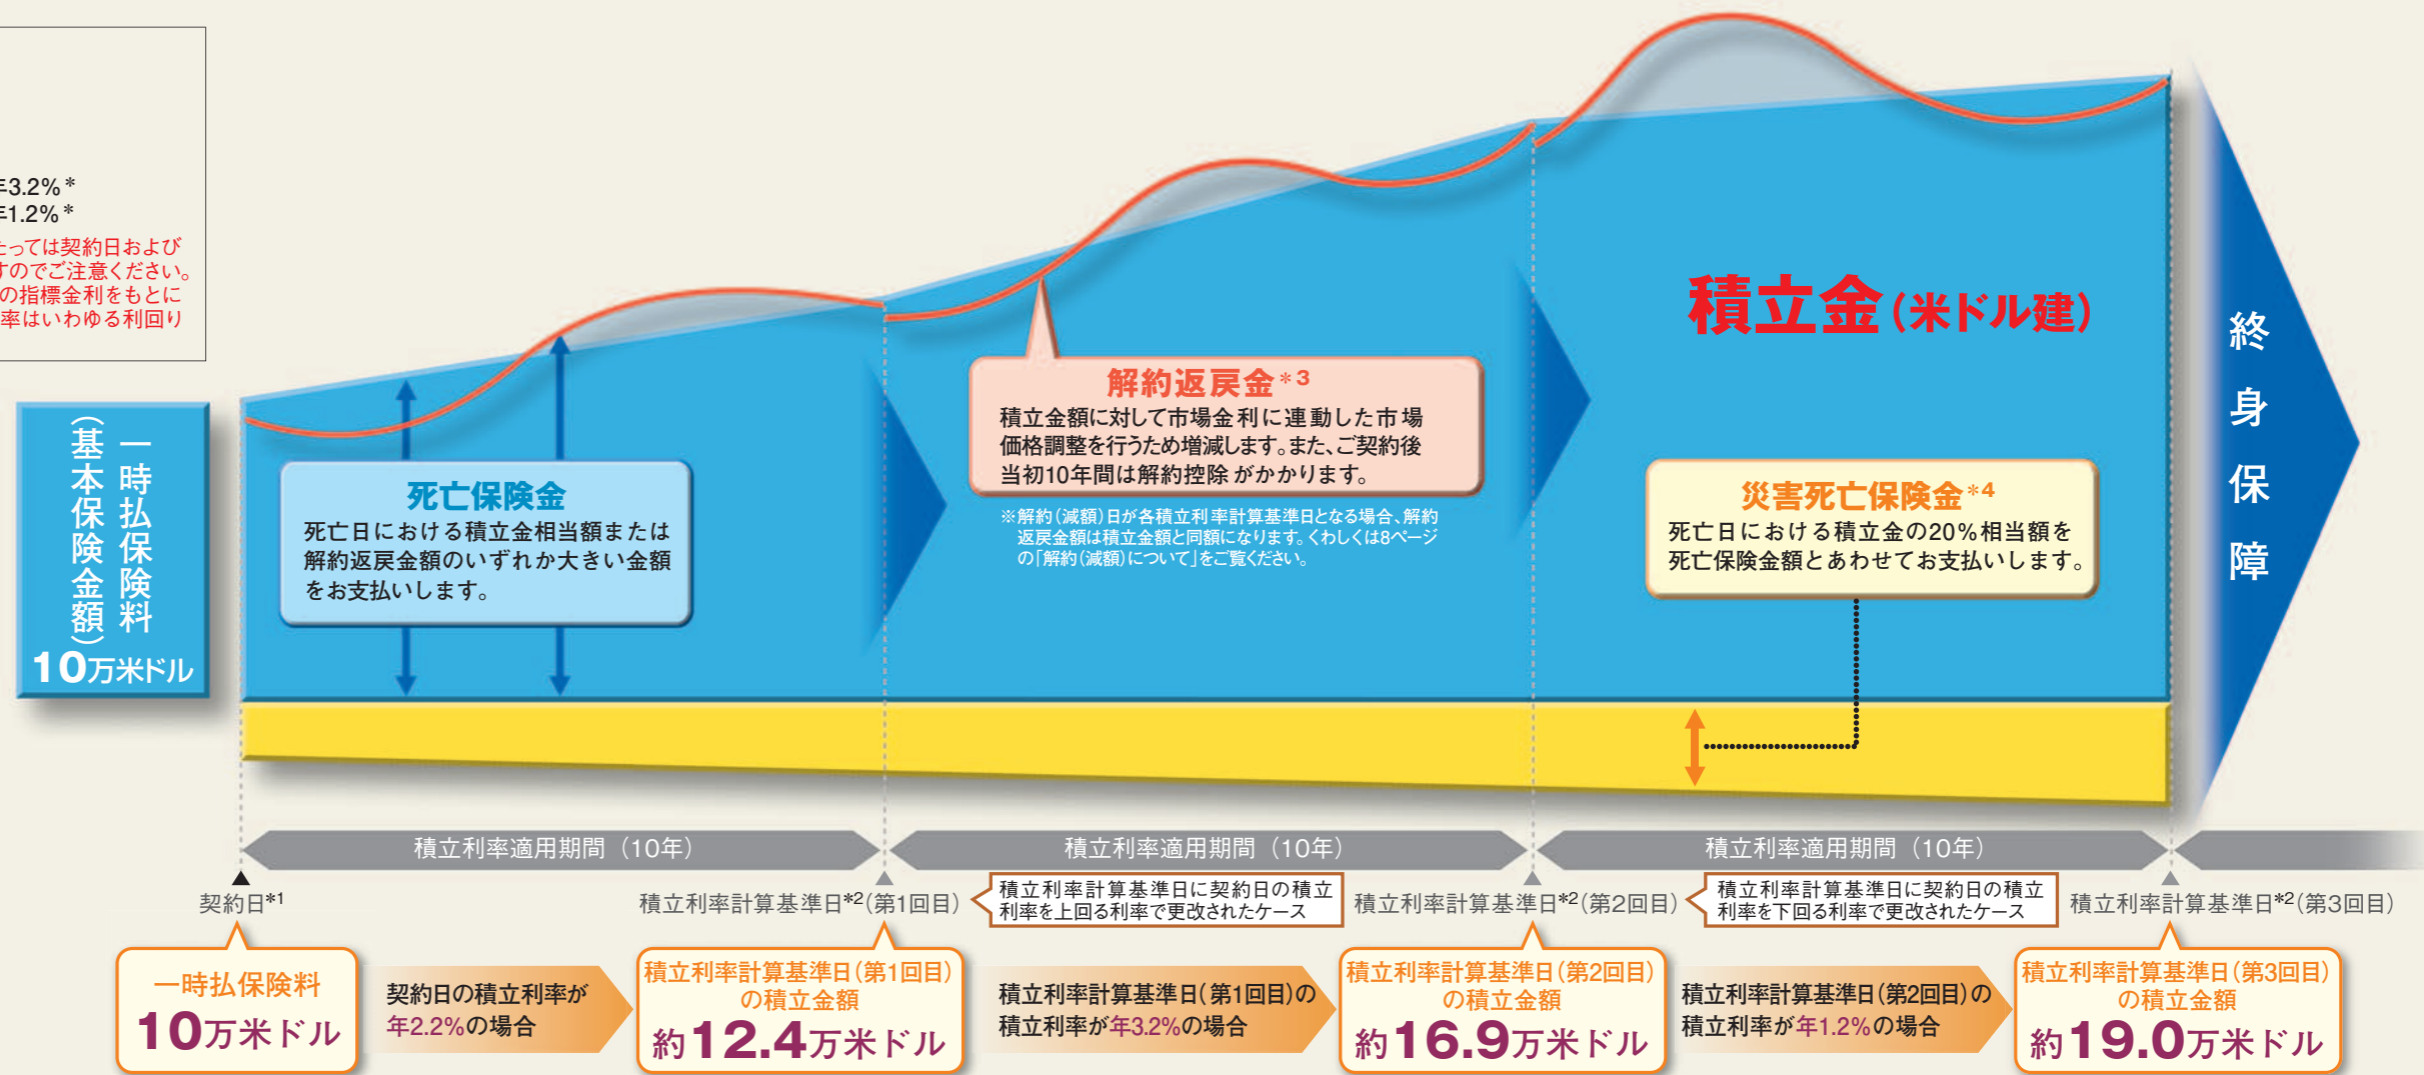 年3.2%*
年1.2%*
たっては契約日および
すのでご注意ください。
の指標金利をもとに
率はいわゆる利回り
一時払保険料
(基本保険金額)
10万米ドル
死亡保険金
死亡日における積立金相当額または
解約返戻金額のいずれか大きい金額
をお支払いします。
解約返戻金*3
積立金額に対して市場金利に連動した市場
価格調整を行うため増減します。また、ご契約後
当初10年間は解約控除がかかります。
※解約(減額)日が各積立利率計算基準日となる場合、解約
返戻金額は積立金額と同額になります。くわしくは8ページ
の「解約(減額)について」をご覧ください。
積立金(米ドル建)
災害死亡保険金*4
死亡日における積立金の20%相当額を
死亡保険金額とあわせてお支払いします。
終身保障
積立利率適用期間(10年)
積立利率適用期間(10年)
積立利率適用期間(10年)
契約日*1
積立利率計算基準日*2(第1回目)
積立利率計算基準日に契約日の積立
利率を上回る利率で更改されたケース
積立利率計算基準日*2(第2回目)
積立利率計算基準日に契約日の積立
利率を下回る利率で更改されたケース
積立利率計算基準日*2(第3回目)
一時払保険料
10万米ドル
契約日の積立利率が
年2.2%の場合
積立利率計算基準日(第1回目)
の積立金額
約12.4万米ドル
積立利率計算基準日(第1回目)の
積立利率が年3.2%の場合
積立利率計算基準日(第2回目)
の積立金額
約16.9万米ドル
積立利率計算基準日(第2回目)の
積立利率が年1.2%の場合
積立利率計算基準日(第3回目)
の積立金額
約19.0万米ドル